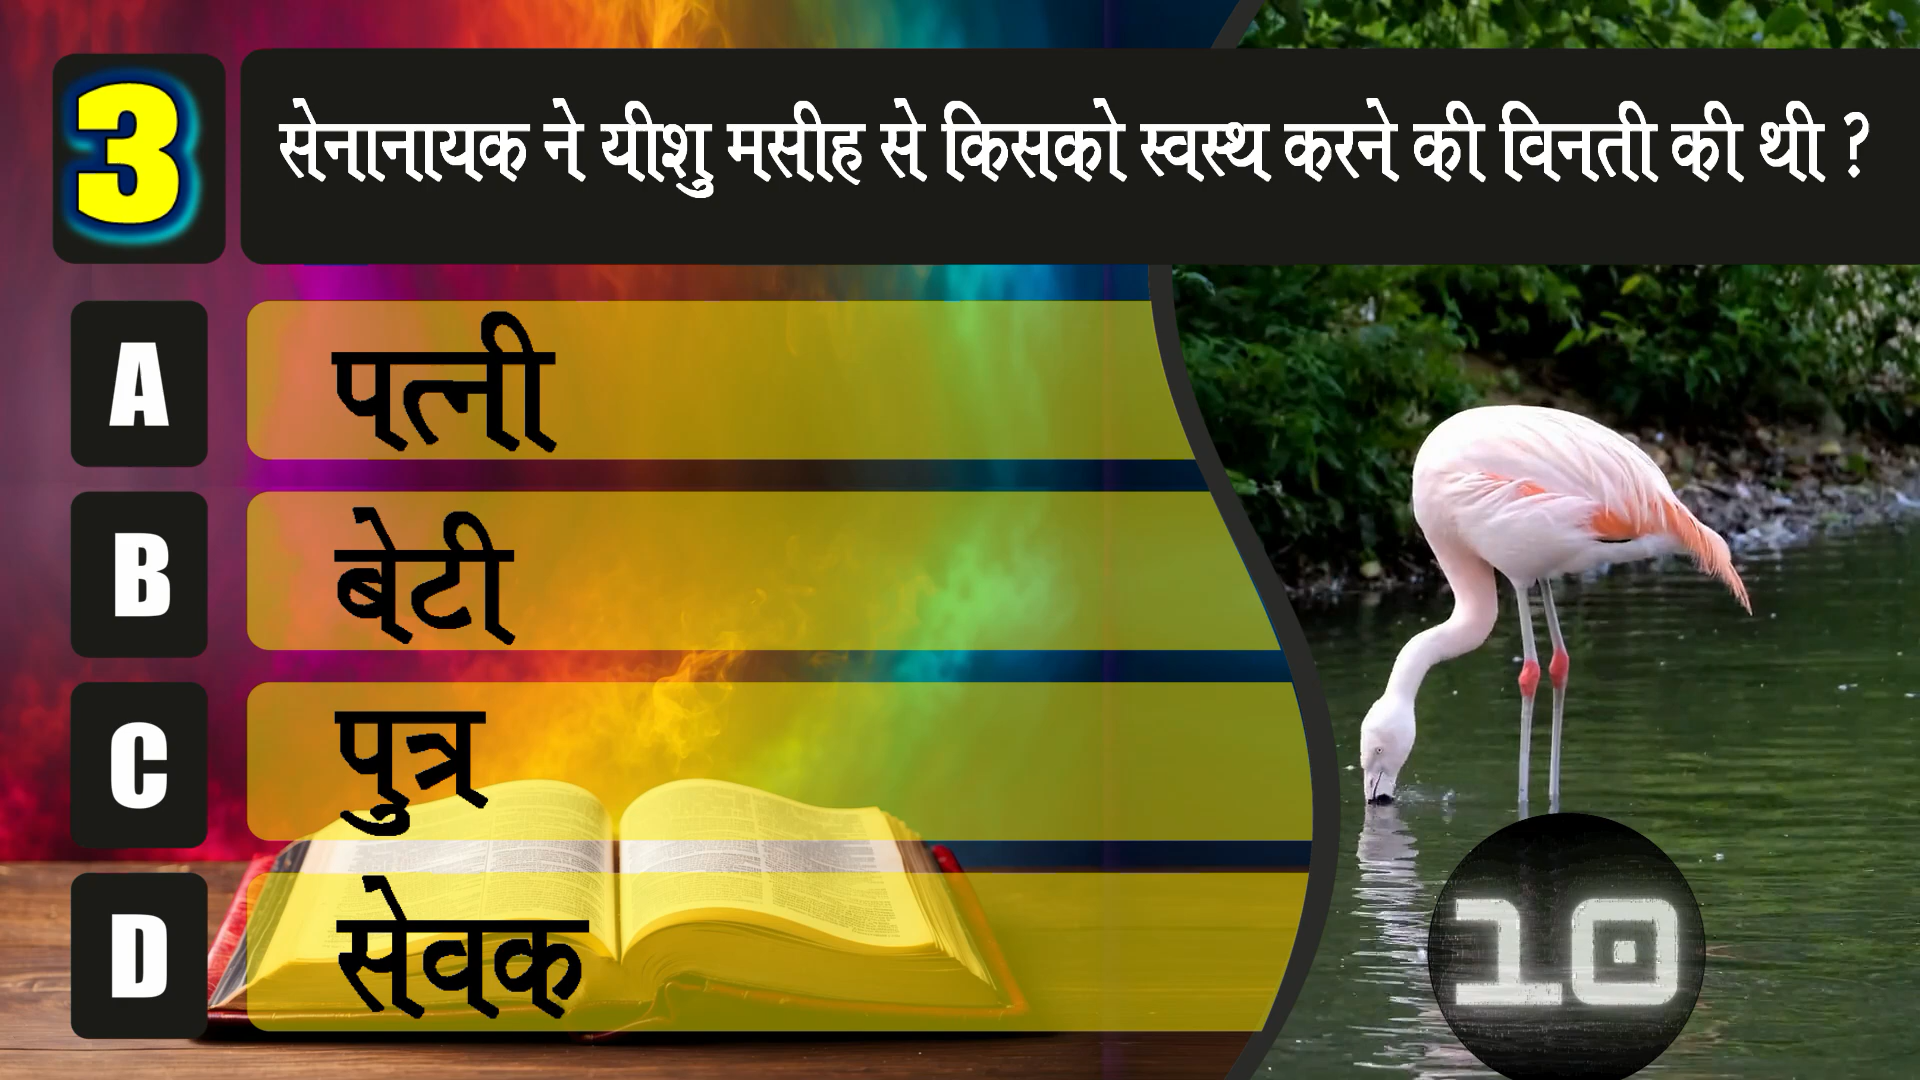 3
सेनानायक ने यीशु मसीह से किसको स्वस्थ करने की विनती की थी ?
A
पत्नी
B
बेटी
C
पुत्र
D
सेवक
10